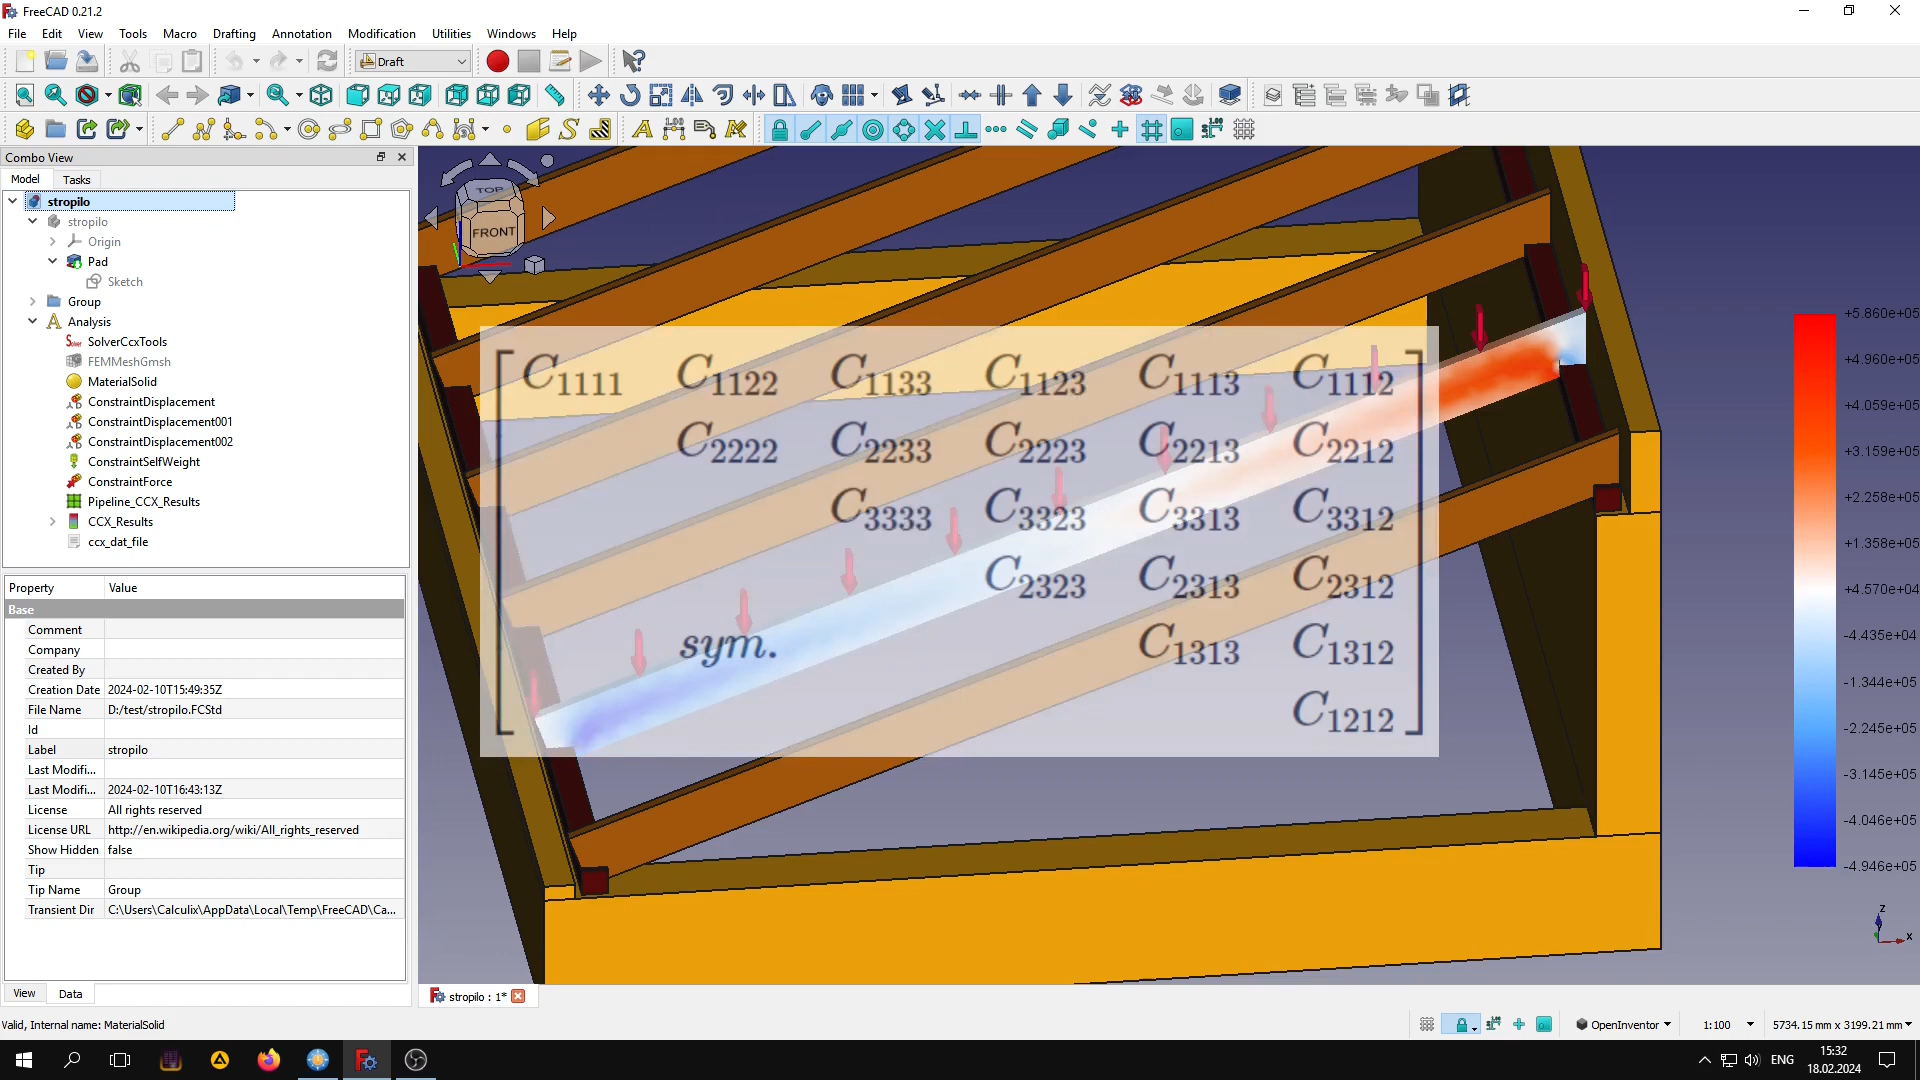 FreeCAD 0.21.2
File Edit View Tools Macro Drafting Annotation Modification Utilities Windows Help
Draft
Combo View
Model Tasks
stropilo
stropilo
Origin
Pad
Sketch
Group
Analysis
SolverCcxTools
FEMMeshGmsh
MaterialSolid
ConstraintDisplacement
ConstraintDisplacement001
ConstraintDisplacement002
ConstraintSelfWeight
ConstraintForce
Pipeline_CCX_Results
CCX_Results
ccx_dat_file
Property Value
Base
Comment
Company
Created By
Creation Date 2024-02-10T15:49:35Z
File Name D:/test/stropilo.FCStd
Id
Label stropilo
Last Modifi...
Last Modifi... 2024-02-10T16:43:13Z
License All rights reserved
License URL http://en.wikipedia.org/wiki/All_rights_reserved
Show Hidden false
Tip
Tip Name Group
Transient Dir C:\Users\Calculix\AppData\Local\Temp\FreeCAD\Ca...
View Data
TOP
FRONT
C1111 C1122 C1133 C1123 C1113 C1112
C2222 C2233 C2223 C2213 C2212
C3333 C3323 C3313 C3312
C2323 C2313 C2312
sym. C1313 C1312
C1212
+5.860e+05
+4.960e+05
+4.059e+05
+3.159e+05
+2.258e+05
+1.358e+05
+4.570e+04
-4.435e+04
-1.344e+05
-2.245e+05
-3.145e+05
-4.046e+05
-4.946e+05
z
x
stropilo : 1*
Valid, Internal name: MaterialSolid
OpenInventor 1:100 5734.15 mm x 3199.21 mm
ENG 15:32
18.02.2024